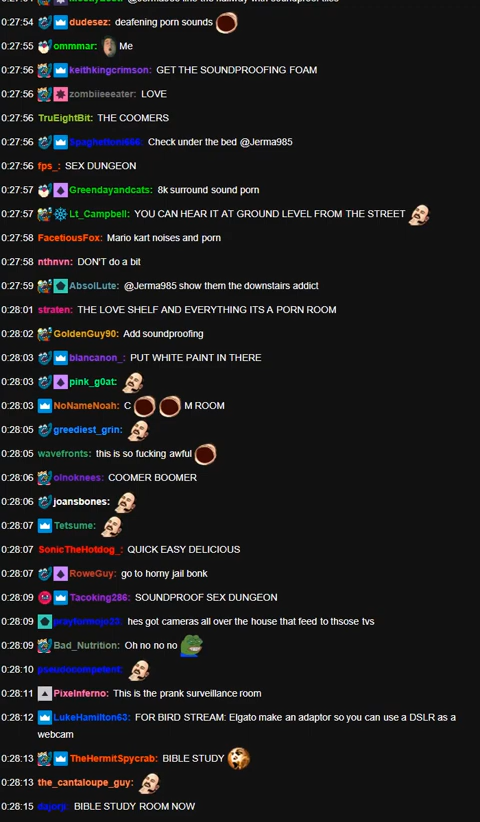 0:27:54 dudesez: deafening porn sounds
0:27:55 ommmar: Me
0:27:56 keithkingcrimson: GET THE SOUNDPROOFING FOAM
0:27:56 zombiieeeater: LOVE
0:27:56 TruEightBit: THE COOMERS
0:27:56 Spaghettoni666: Check under the bed @Jerma985
0:27:56 fps_: SEX DUNGEON
0:27:57 Greendayandcats: 8k surround sound porn
0:27:57 Lt_Campbell: YOU CAN HEAR IT AT GROUND LEVEL FROM THE STREET
0:27:58 FacetiousFox: Mario kart noises and porn
0:27:58 nthnvn: DON'T do a bit
0:27:59 AbsolLute: @Jerma985 show them the downstairs addict
0:28:01 straten: THE LOVE SHELF AND EVERYTHING ITS A PORN ROOM
0:28:02 GoldenGuy90: Add soundproofing
0:28:03 biancanon_: PUT WHITE PAINT IN THERE
0:28:03 pink_g0at:
0:28:03 NoNameNoah: C M ROOM
0:28:05 greediest_grin:
0:28:05 wavefronts: this is so fucking awful
0:28:06 olnoknees: COOMER BOOMER
0:28:06 joansbones:
0:28:07 Tetsume:
0:28:07 SonicTheHotdog_: QUICK EASY DELICIOUS
0:28:07 RoweGuy: go to horny jail bonk
0:28:09 Tacoking286: SOUNDPROOF SEX DUNGEON
0:28:09 prayformojo33: hes got cameras all over the house that feed to thsose tvs
0:28:09 Bad_Nutrition: Oh no no no
0:28:10 pseudocompetent:
0:28:11 PixeInferno: This is the prank surveillance room
0:28:12 LukeHamilton63: FOR BIRD STREAM: Elgato make an adaptor so you can use a DSLR as a
webcam
0:28:13 TheHermitSpycrab: BIBLE STUDY
0:28:13 the_cantaloupe_guy:
0:28:15 dajorji: BIBLE STUDY ROOM NOW